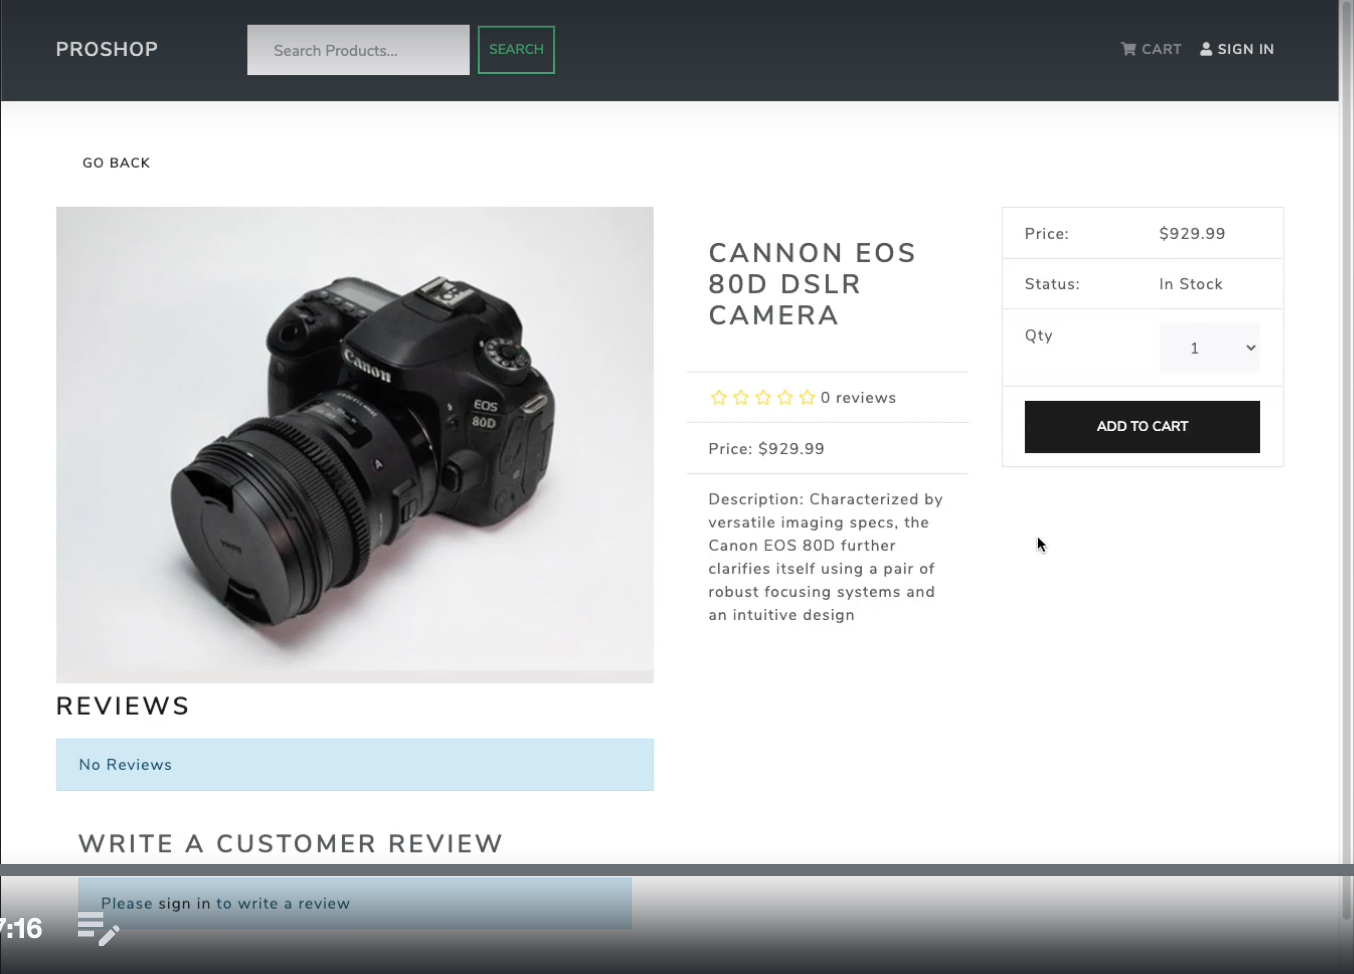 PROSHOP
Search Products...
SEARCH
CART
SIGN IN
GO BACK
Canon
EOS
80D
CANNON EOS
80D DSLR
CAMERA
0 reviews
Price: $929.99
Description: Characterized by
versatile imaging specs, the
Canon EOS 80D further
clarifies itself using a pair of
robust focusing systems and
an intuitive design
Price: $929.99
Status: In Stock
Qty 1
ADD TO CART
REVIEWS
No Reviews
WRITE A CUSTOMER REVIEW
Please sign in to write a review
7:16